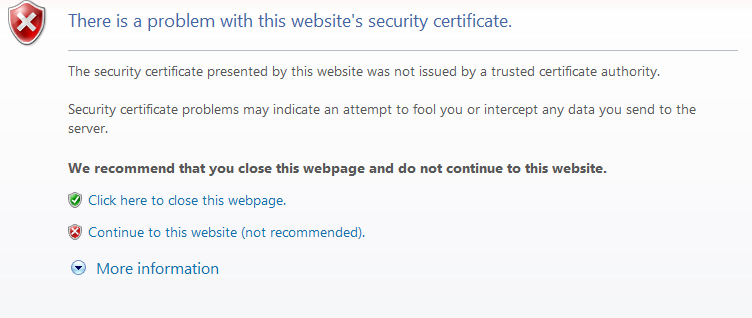 There is a problem with this website's security certificate.
The security certificate presented by this website was not issued by a trusted certificate authority.
Security certificate problems may indicate an attempt to fool you or intercept any data you send to the
server.
We recommend that you close this webpage and do not continue to this website.
Click here to close this webpage.
Continue to this website (not recommended).
More information